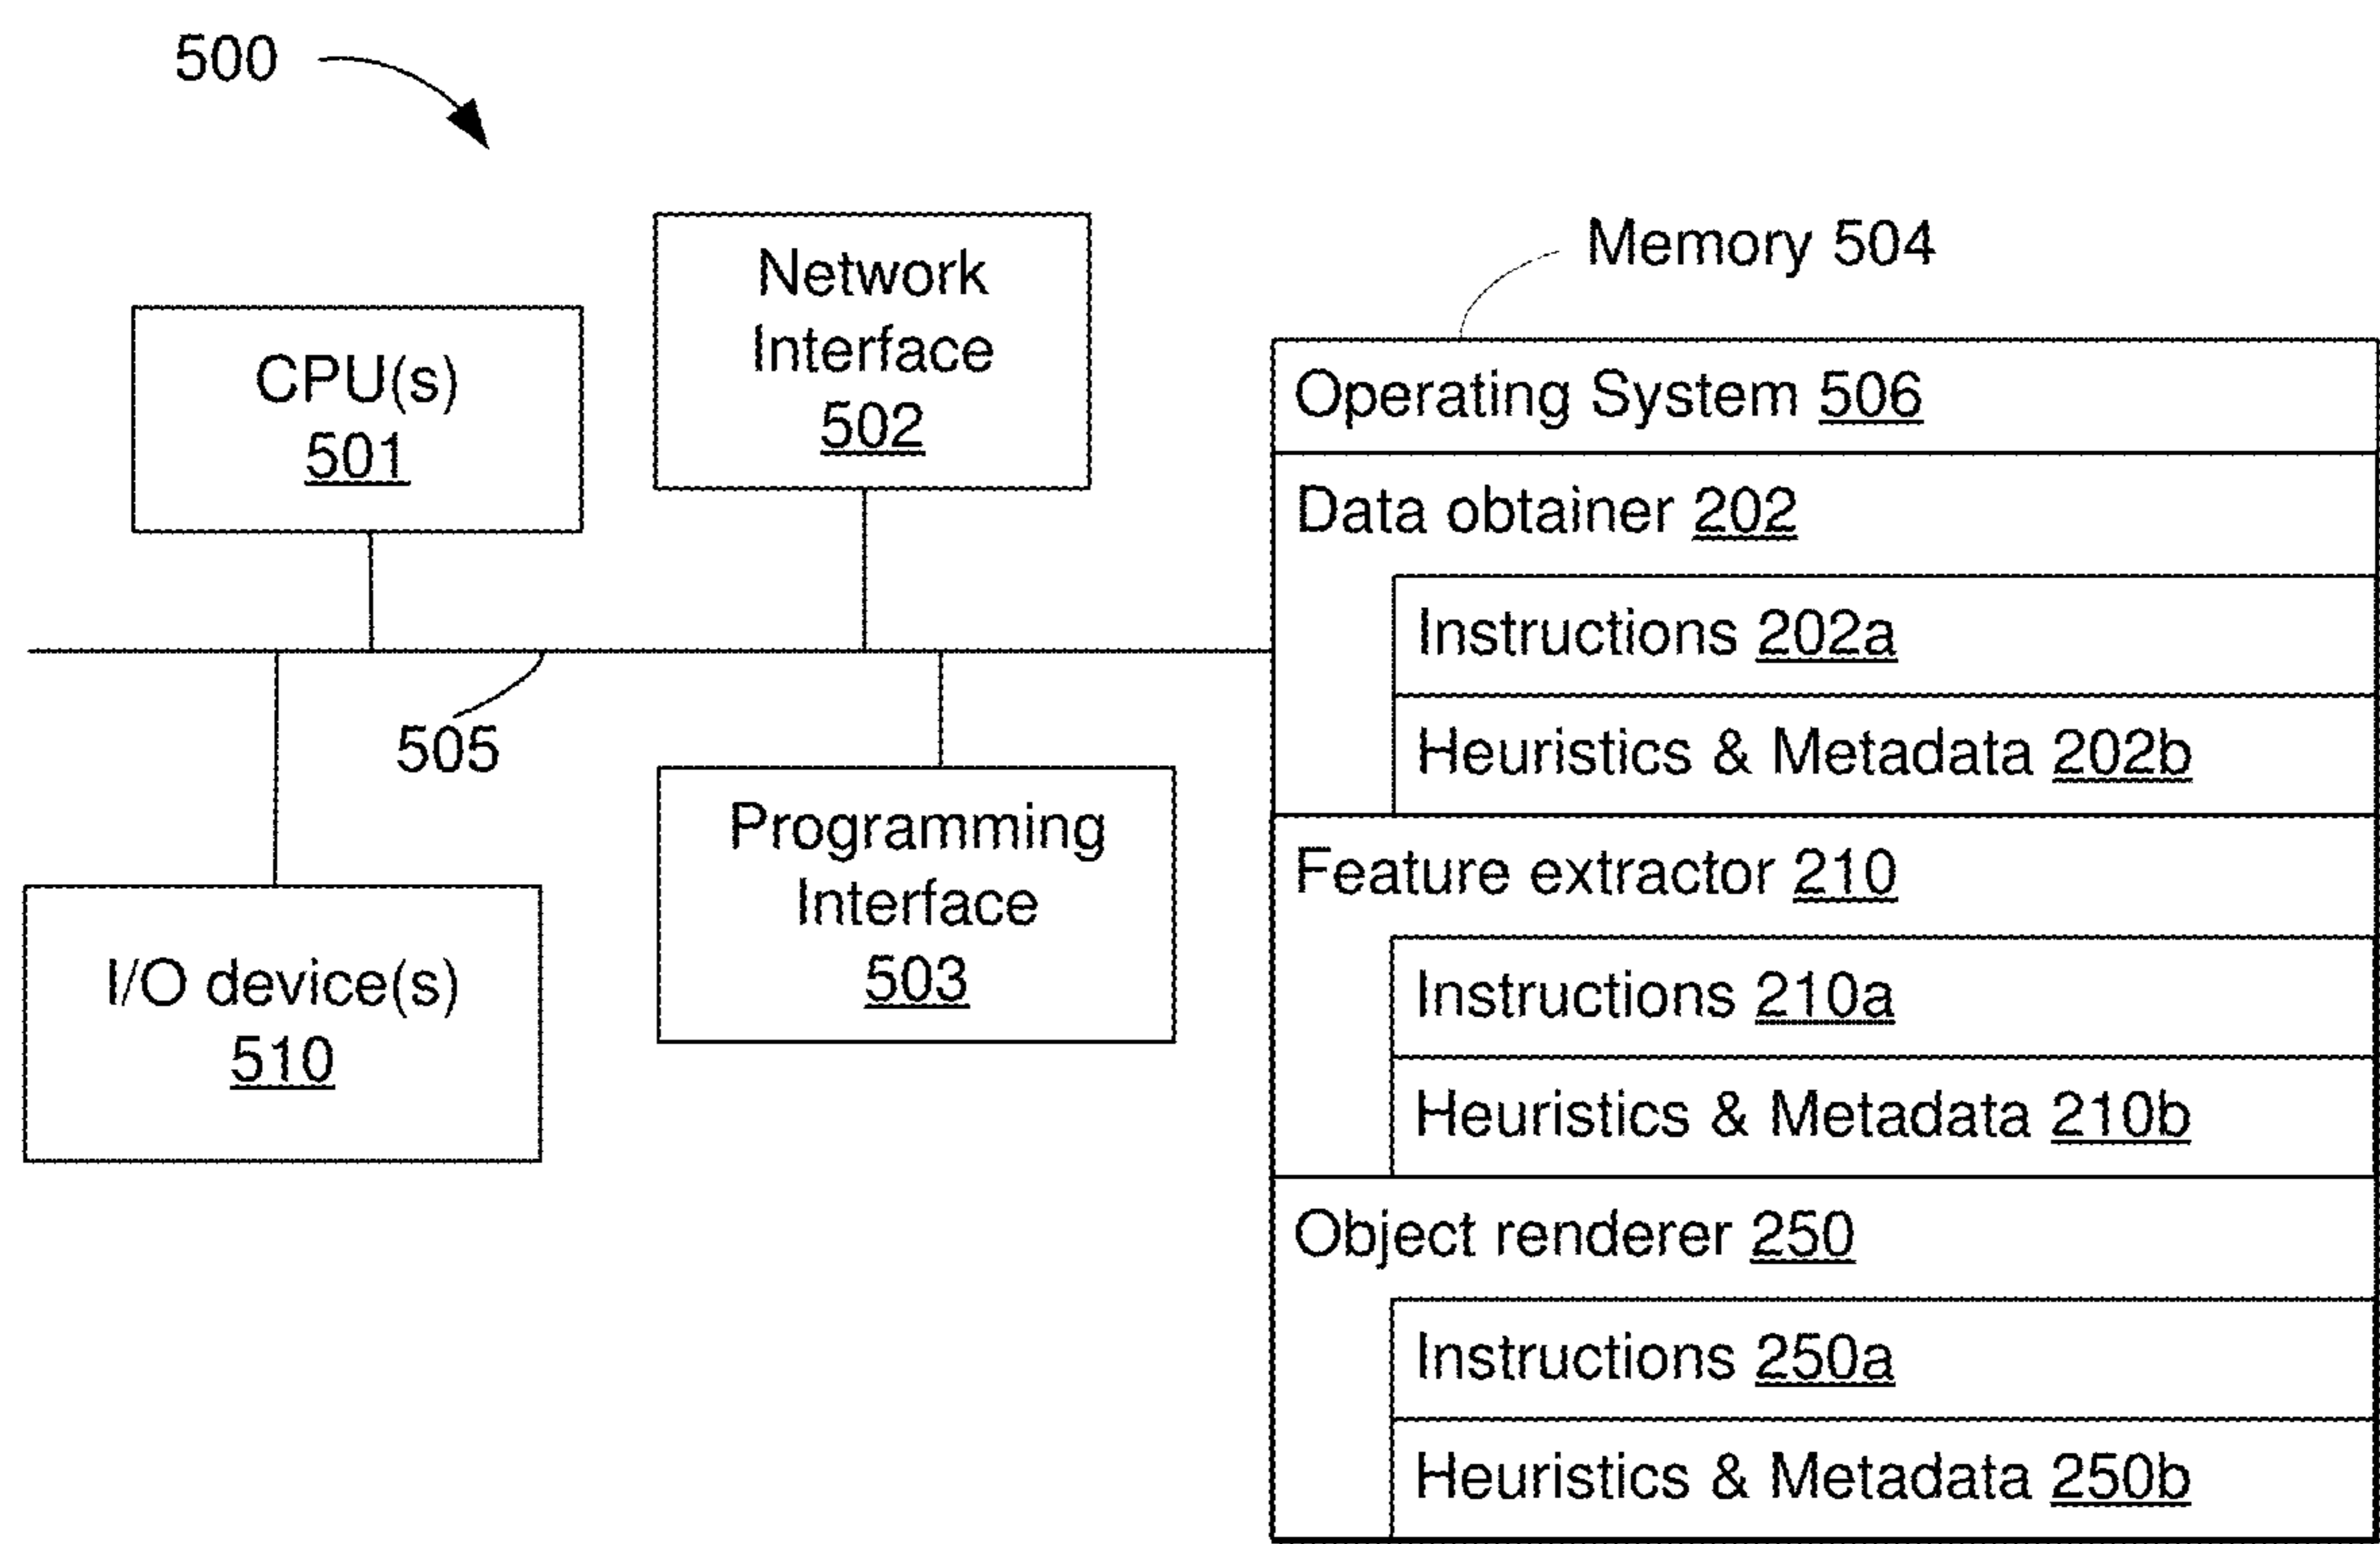 500
CPU(s)
501
Network
Interface
502
505
I/O device(s)
510
Programming
Interface
503
Memory 504
Operating System 506
Data obtainer 202
Instructions 202a
Heuristics & Metadata 202b
Feature extractor 210
Instructions 210a
Heuristics & Metadata 210b
Object renderer 250
Instructions 250a
Heuristics & Metadata 250b